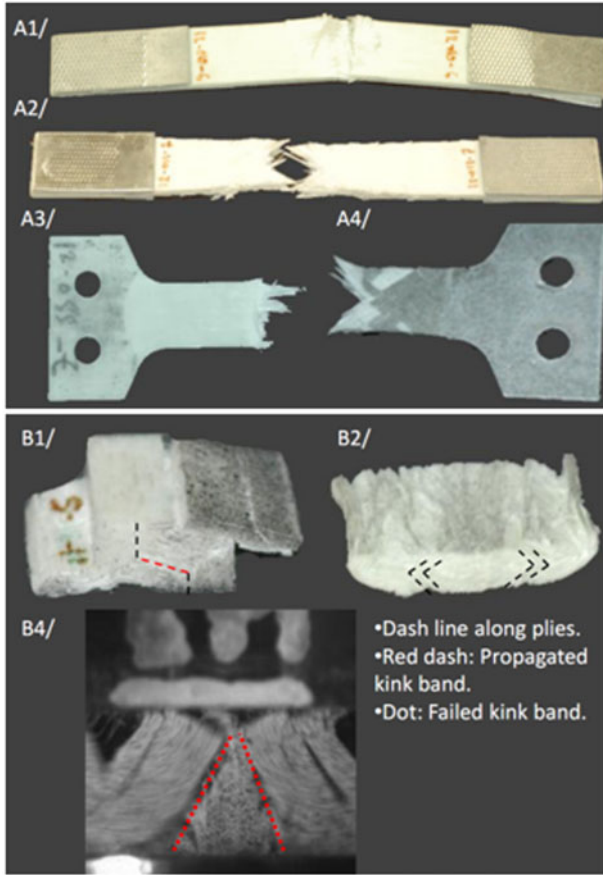 A1/
A2/
A3/
A4/
B1/
B2/
B4/
•Dash line along plies.
•Red dash: Propagated
kink band.
•Dot: Failed kink band.